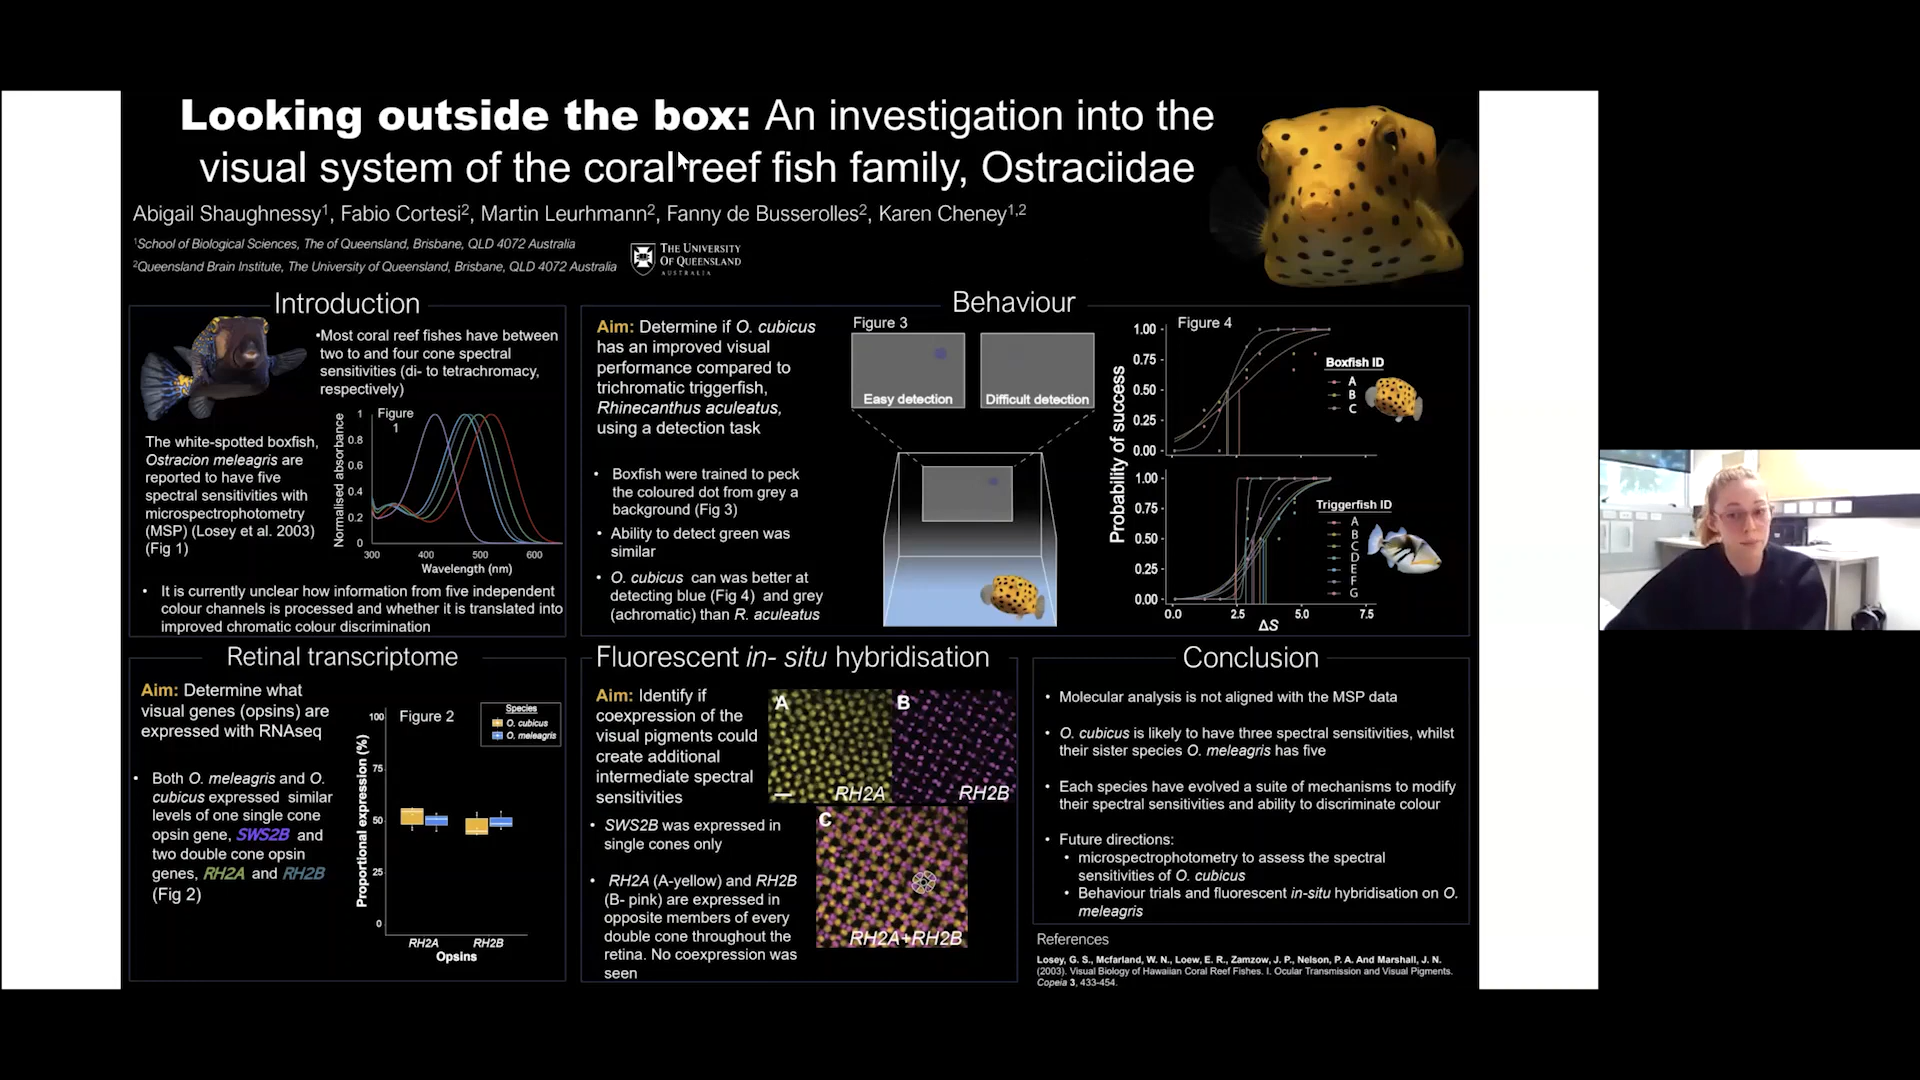 Looking outside the box: An investigation into the
visual system of the coral reef fish family, Ostraciidae
Abigail Shaughnessy1, Fabio Cortesi2, Martin Leurhmann2, Fanny de Busserolles2, Karen Cheney1,2
1School of Biological Sciences, The of Queensland, Brisbane, QLD 4072 Australia
2Queensland Brain Institute, The University of Queensland, Brisbane, QLD 4072 Australia
THE UNIVERSITY
OF QUEENSLAND
AUSTRALIA
Introduction
•Most coral reef fishes have between
two to and four cone spectral
sensitivities (di- to tetrachromacy,
respectively)
The white-spotted boxfish,
Ostracion meleagris are
reported to have five
spectral sensitivities with
microspectrophotometry
(MSP) (Losey et al. 2003)
(Fig 1)
Figure
1
Normalised absorbance
1
0.8
0.6
0.4
0.2
0
300 400 500 600
Wavelength (nm)
• It is currently unclear how information from five independent
colour channels is processed and whether it is translated into
improved chromatic colour discrimination
Behaviour
Aim: Determine if O. cubicus
has an improved visual
performance compared to
trichromatic triggerfish,
Rhinecanthus aculeatus,
using a detection task
• Boxfish were trained to peck
the coloured dot from grey a
background (Fig 3)
• Ability to detect green was
similar
• O. cubicus can was better at
detecting blue (Fig 4) and grey
(achromatic) than R. aculeatus
Figure 3
Easy detection
Difficult detection
Figure 4
Probability of success
1.00
0.75
0.50
0.25
0.00
Boxfish ID
A
B
C
1.00
0.75
0.50
0.25
0.00
Triggerfish ID
A
B
C
D
E
F
G
0.0 2.5 5.0 7.5
ΔS
Retinal transcriptome
Aim: Determine what
visual genes (opsins) are
expressed with RNAseq
• Both O. meleagris and O.
cubicus expressed similar
levels of one single cone
opsin gene, SWS2B and
two double cone opsin
genes, RH2A and RH2B
(Fig 2)
Figure 2
Species
O. cubicus
O. meleagris
Proportional expression (%)
100
75
50
25
0
RH2A RH2B
Opsins
Fluorescent in- situ hybridisation
Aim: Identify if
coexpression of the
visual pigments could
create additional
intermediate spectral
sensitivities
• SWS2B was expressed in
single cones only
• RH2A (A-yellow) and RH2B
(B- pink) are expressed in
opposite members of every
double cone throughout the
retina. No coexpression was
seen
A
RH2A
B
RH2B
C
RH2A+RH2B
Conclusion
• Molecular analysis is not aligned with the MSP data
• O. cubicus is likely to have three spectral sensitivities, whilst
their sister species O. meleagris has five
• Each species have evolved a suite of mechanisms to modify
their spectral sensitivities and ability to discriminate colour
• Future directions:
• microspectrophotometry to assess the spectral
sensitivities of O. cubicus
• Behaviour trials and fluorescent in-situ hybridisation on O.
meleagris
References
Losey, G. S., Mcfarland, W. N., Loew, E. R., Zamzow, J. P., Nelson, P. A. And Marshall, J. N.
(2003). Visual Biology of Hawaiian Coral Reef Fishes. I. Ocular Transmission and Visual Pigments.
Copeia 3, 433-454.